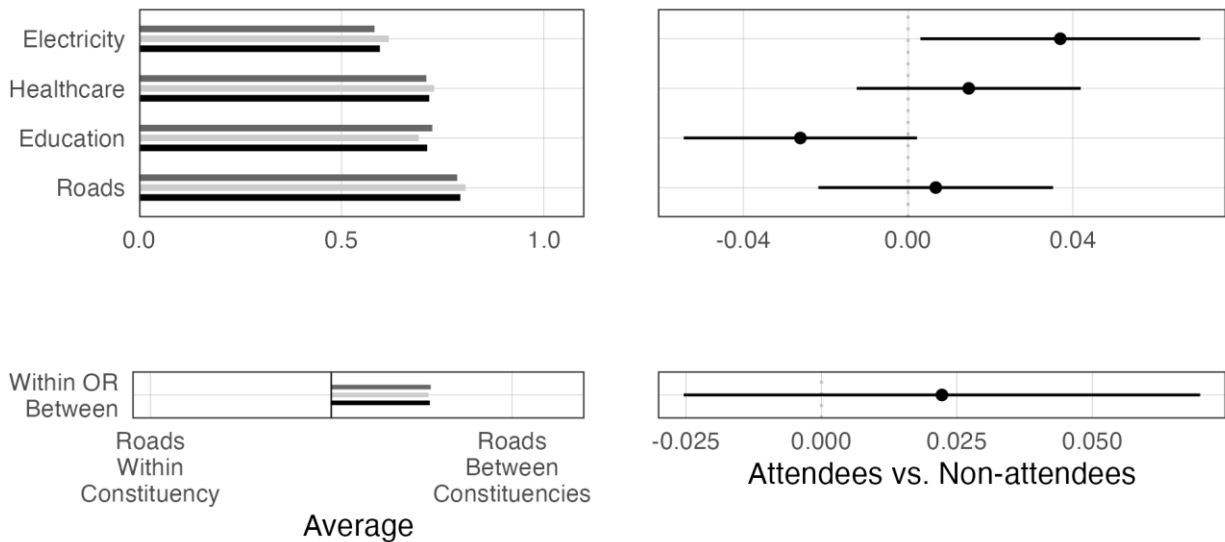 Electricity
Healthcare
Education
Roads
0.0 0.5 1.0
-0.04 0.00 0.04
Within OR
Between
Roads
Within
Constituency
Roads
Between
Constituencies
Average
-0.025 0.000 0.025 0.050
Attendees vs. Non-attendees